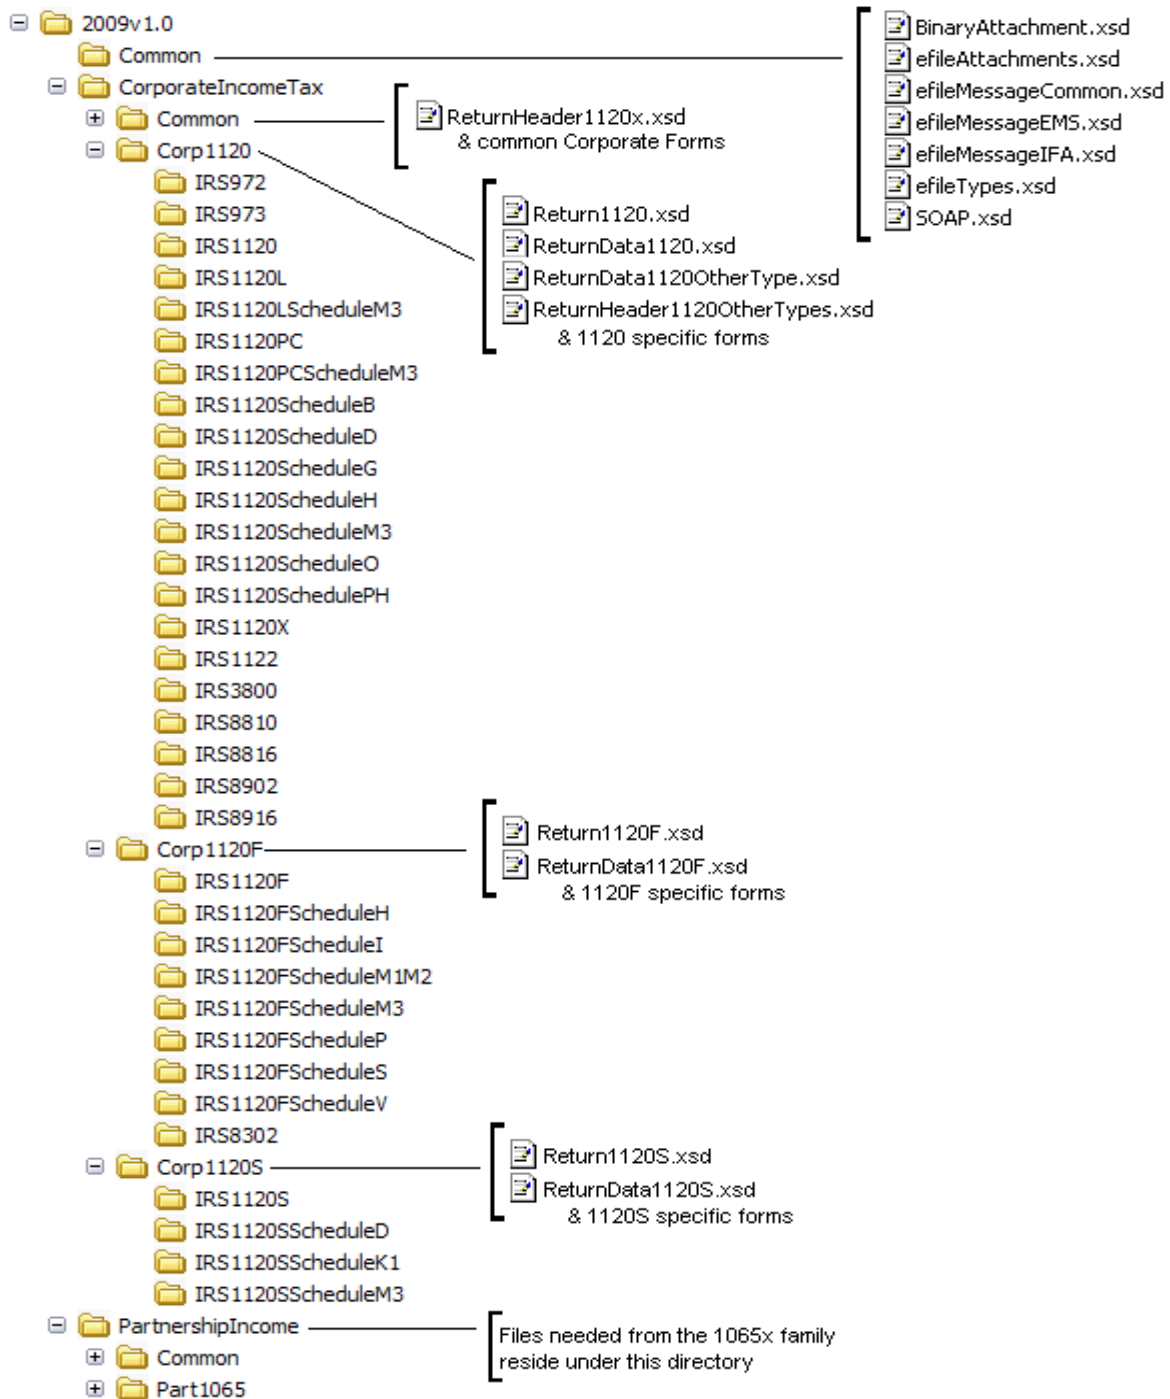 2009v1.0
Common
BinaryAttachment.xsd
efileAttachments.xsd
efileMessageCommon.xsd
efileMessageEMS.xsd
efileMessageIFA.xsd
efileTypes.xsd
SOAP.xsd
CorporateIncomeTax
Common
ReturnHeader1120x.xsd
& common Corporate Forms
Corp1120
Return1120.xsd
ReturnData1120.xsd
ReturnData1120OtherType.xsd
ReturnHeader1120OtherTypes.xsd
& 1120 specific forms
IRS972
IRS973
IRS1120
IRS1120L
IRS1120LScheduleM3
IRS1120PC
IRS1120PCScheduleM3
IRS1120ScheduleB
IRS1120ScheduleD
IRS1120ScheduleG
IRS1120ScheduleH
IRS1120ScheduleM3
IRS1120ScheduleO
IRS1120SchedulePH
IRS1120X
IRS1122
IRS3800
IRS8810
IRS8816
IRS8902
IRS8916
Corp1120F
Return1120F.xsd
ReturnData1120F.xsd
& 1120F specific forms
IRS1120F
IRS1120FScheduleH
IRS1120FScheduleI
IRS1120FScheduleM1M2
IRS1120FScheduleM3
IRS1120FScheduleP
IRS1120FScheduleS
IRS1120FScheduleV
IRS8302
Corp1120S
Return1120S.xsd
ReturnData1120S.xsd
& 1120S specific forms
IRS1120S
IRS1120SScheduleD
IRS1120SScheduleK1
IRS1120SScheduleM3
PartnershipIncome
Files needed from the 1065x family
reside under this directory
Common
Part1065